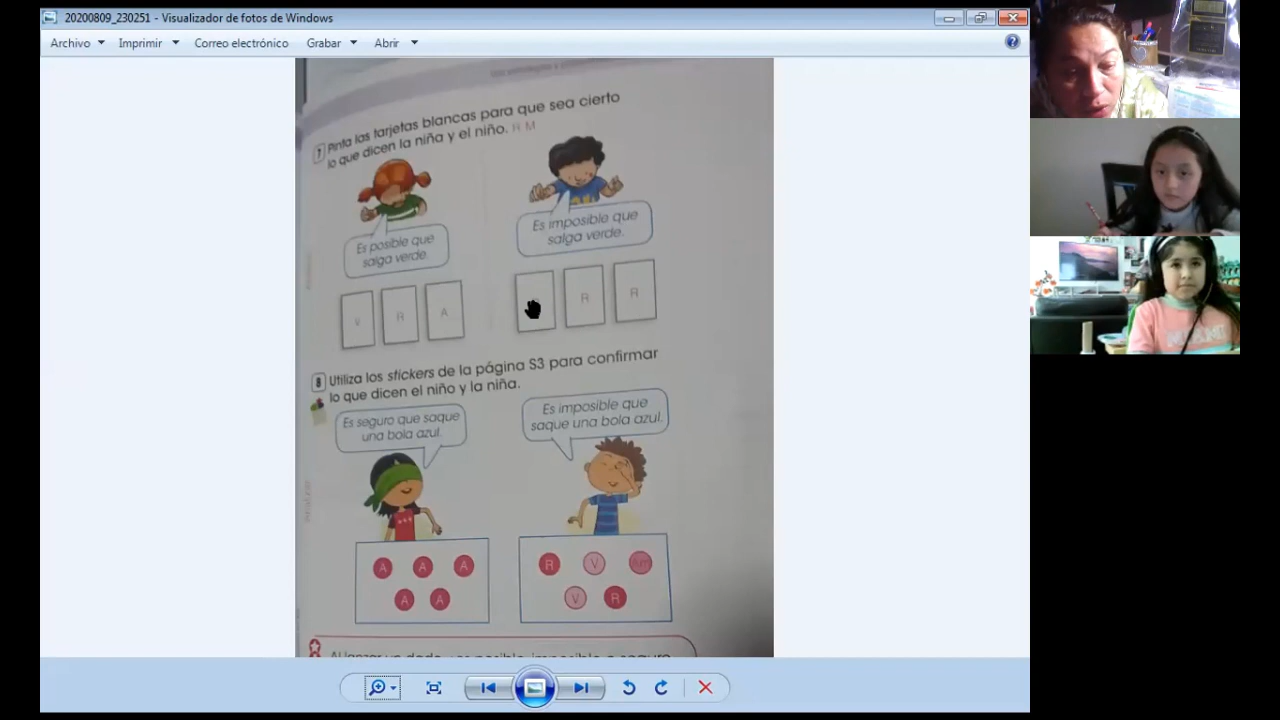 20200809_230251 - Visualizador de fotos de Windows
Archivo Imprimir Correo electrónico Grabar Abrir
7 Pinta las tarjetas blancas para que sea cierto
lo que dicen la niña y el niño. R M
Es posible que
salga verde.
Es imposible que
salga verde.
V R A
R R
8 Utiliza los stickers de la página S3 para confirmar
lo que dicen el niño y la niña.
Es seguro que saque
una bola azul.
Es imposible que
saque una bola azul.
A A A
A A
R V Am
V R